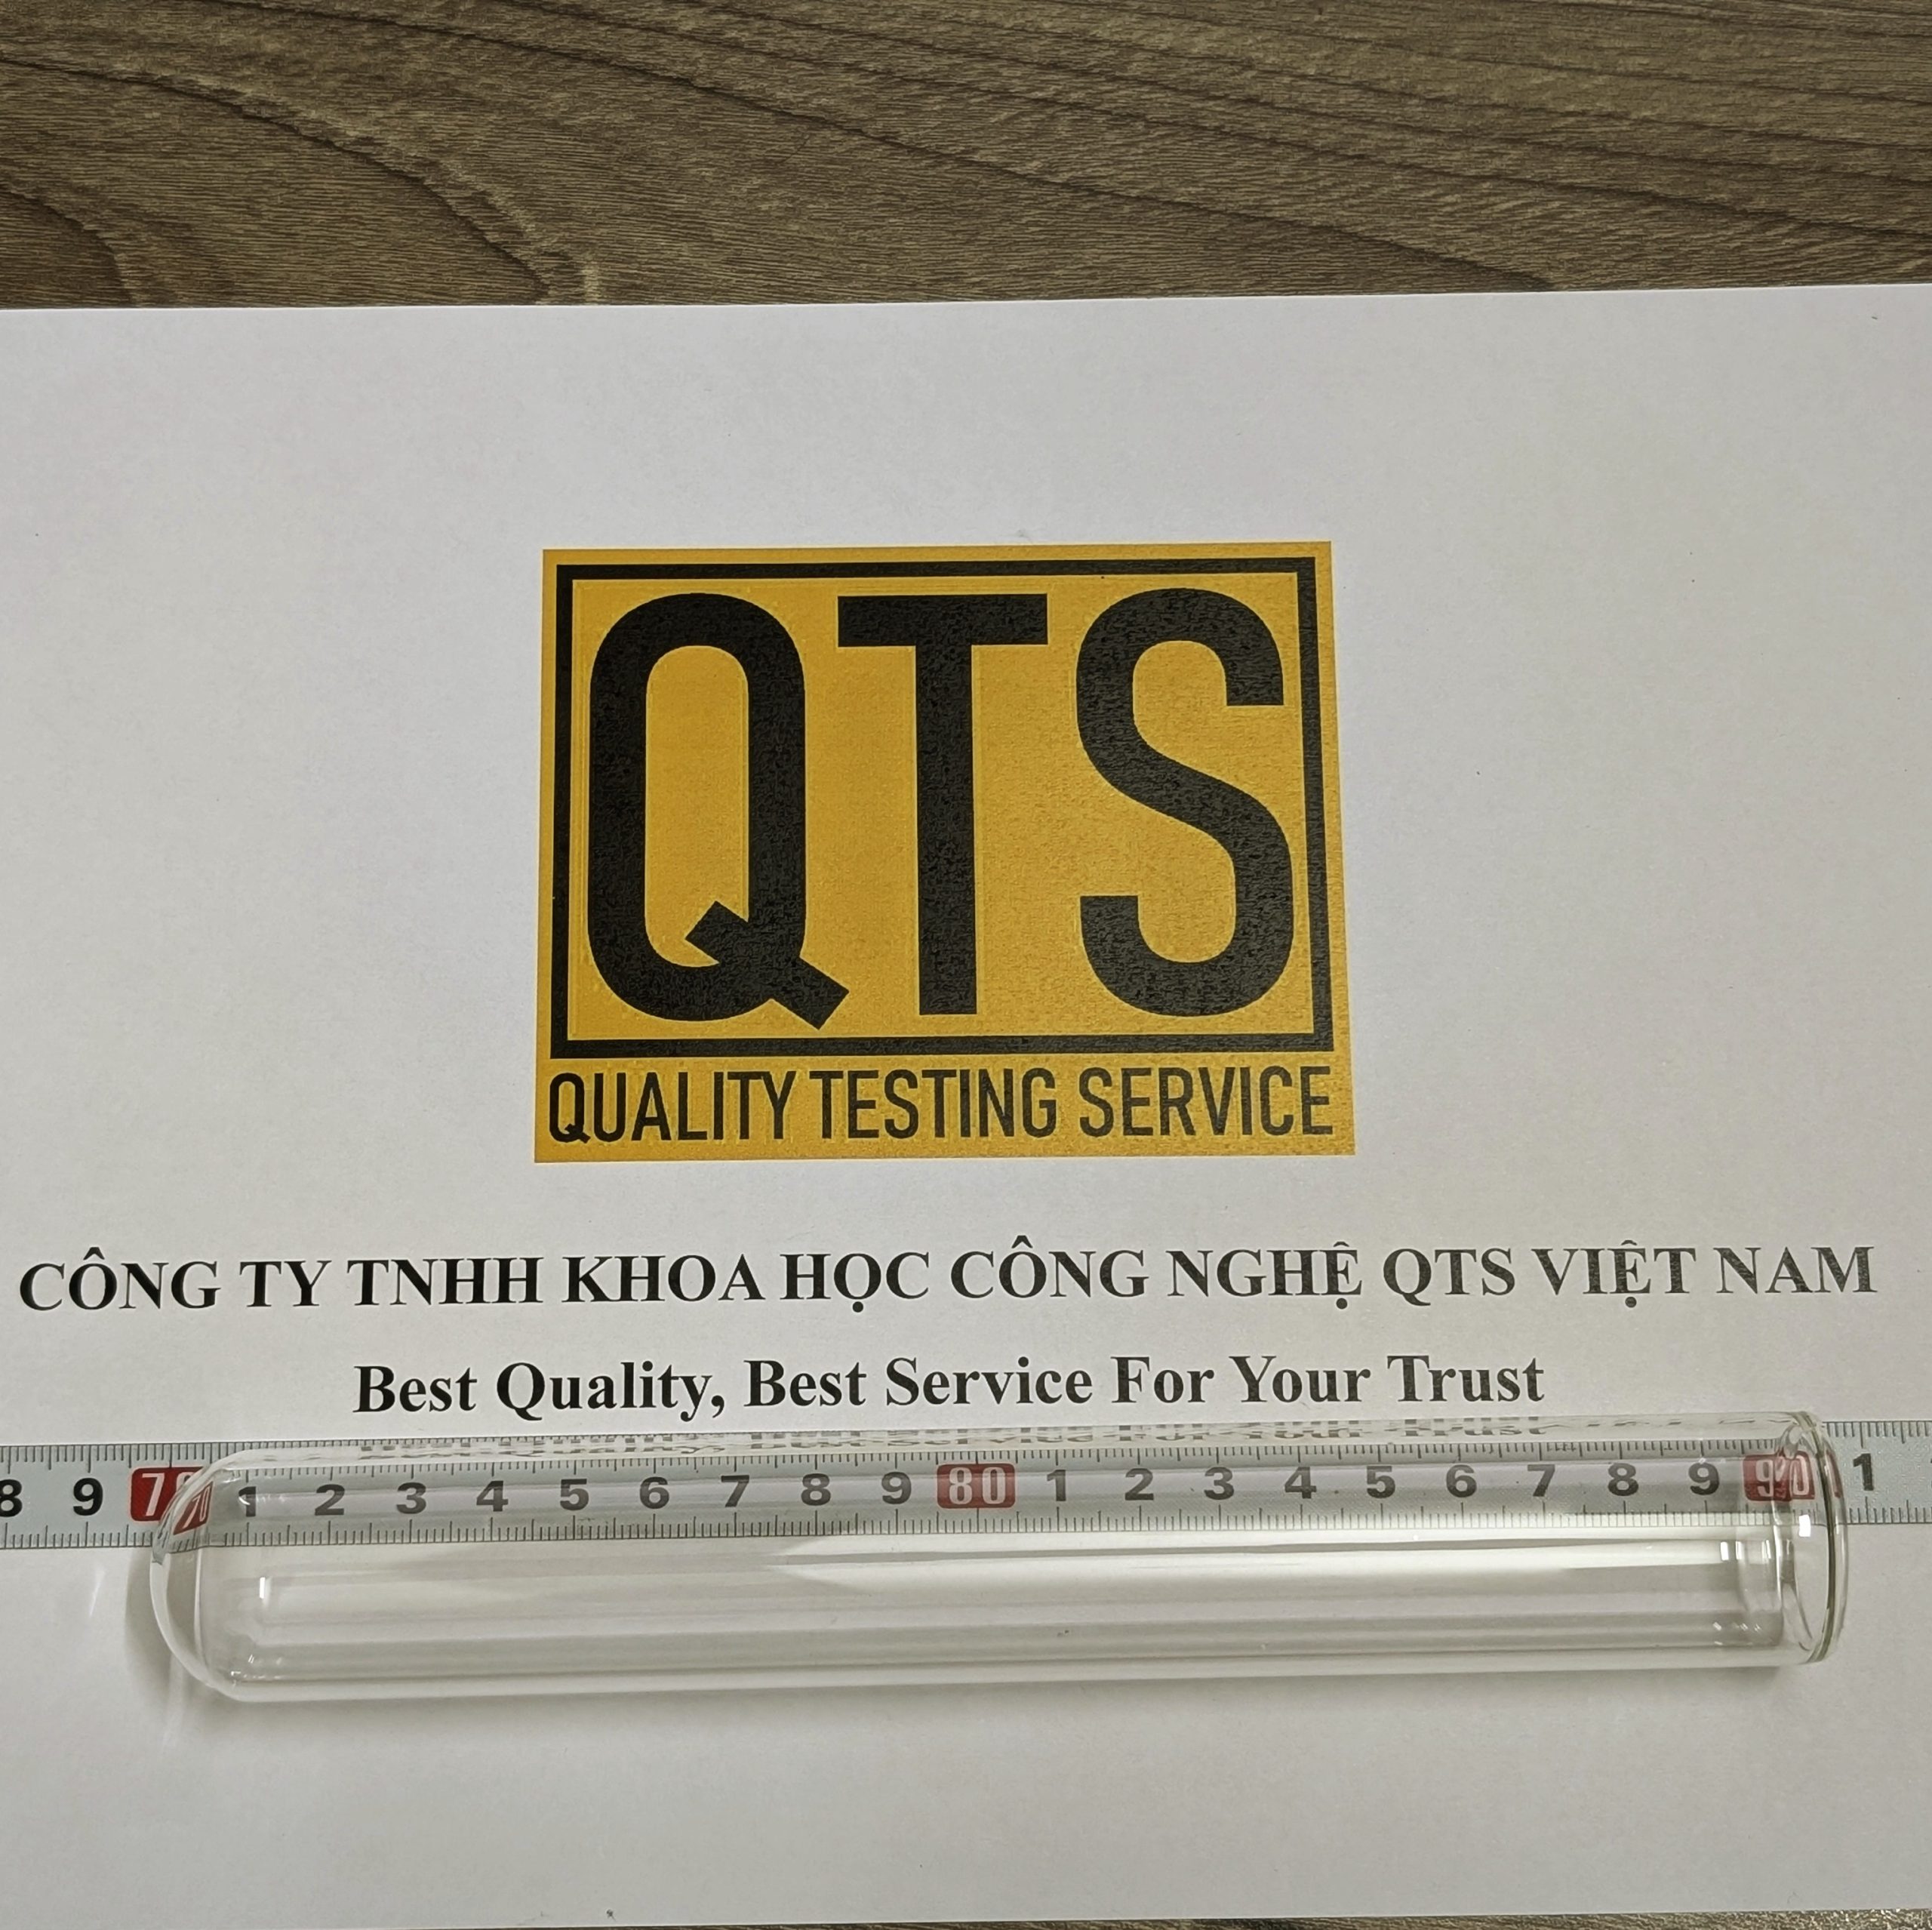 QTS
QUALITY TESTING SERVICE
CÔNG TY TNHH KHOA HỌC CÔNG NGHỆ QTS VIỆT NAM
Best Quality, Best Service For Your Trust
8 9 70 1 2 3 4 5 6 7 8 9 80 1 2 3 4 5 6 7 8 9 90 1